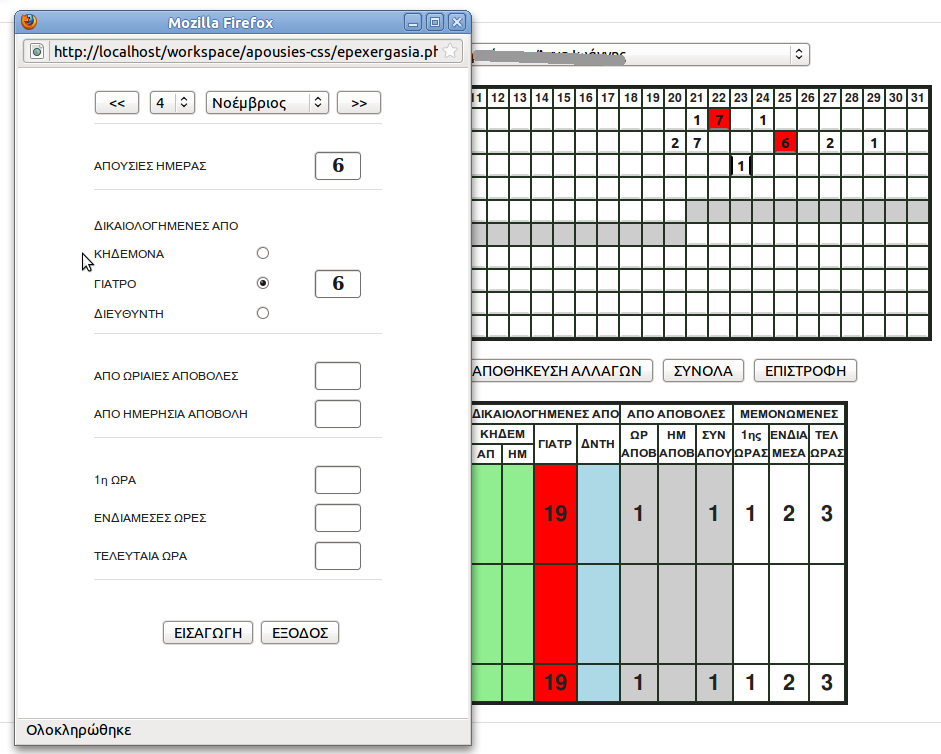 Mozilla Firefox
http://localhost/workspace/apousies-css/epexergasia.ph
<< 4 Νοέμβριος >>
ΑΠΟΥΣΙΕΣ ΗΜΕΡΑΣ 6
ΔΙΚΑΙΟΛΟΓΗΜΕΝΕΣ ΑΠΟ
ΚΗΔΕΜΟΝΑ
ΓΙΑΤΡΟ 6
ΔΙΕΥΘΥΝΤΗ
ΑΠΟ ΩΡΙΑΙΕΣ ΑΠΟΒΟΛΕΣ
ΑΠΟ ΗΜΕΡΗΣΙΑ ΑΠΟΒΟΛΗ
1η ΩΡΑ
ΕΝΔΙΑΜΕΣΕΣ ΩΡΕΣ
ΤΕΛΕΥΤΑΙΑ ΩΡΑ
ΕΙΣΑΓΩΓΗ ΕΞΟΔΟΣ
Ολοκληρώθηκε
11 12 13 14 15 16 17 18 19 20 21 22 23 24 25 26 27 28 29 30 31
1 7 1
2 7 6 2 1
1
ΑΠΟΘΗΚΕΥΣΗ ΑΛΛΑΓΩΝ ΣΥΝΟΛΑ ΕΠΙΣΤΡΟΦΗ
ΔΙΚΑΙΟΛΟΓΗΜΕΝΕΣ ΑΠΟ ΑΠΟ ΑΠΟΒΟΛΕΣ ΜΕΜΟΝΩΜΕΝΕΣ
ΚΗΔΕΜ ΓΙΑΤΡ ΔΝΤΗ ΩΡ ΗΜ ΣΥΝ 1ης ΕΝΔΙΑ ΤΕΛ
ΑΠ ΗΜ ΑΠΟΒ ΑΠΟΒ ΑΠΟΥ ΩΡΑΣ ΜΕΣΑ ΩΡΑΣ
19 1 1 1 2 3
19 1 1 1 2 3